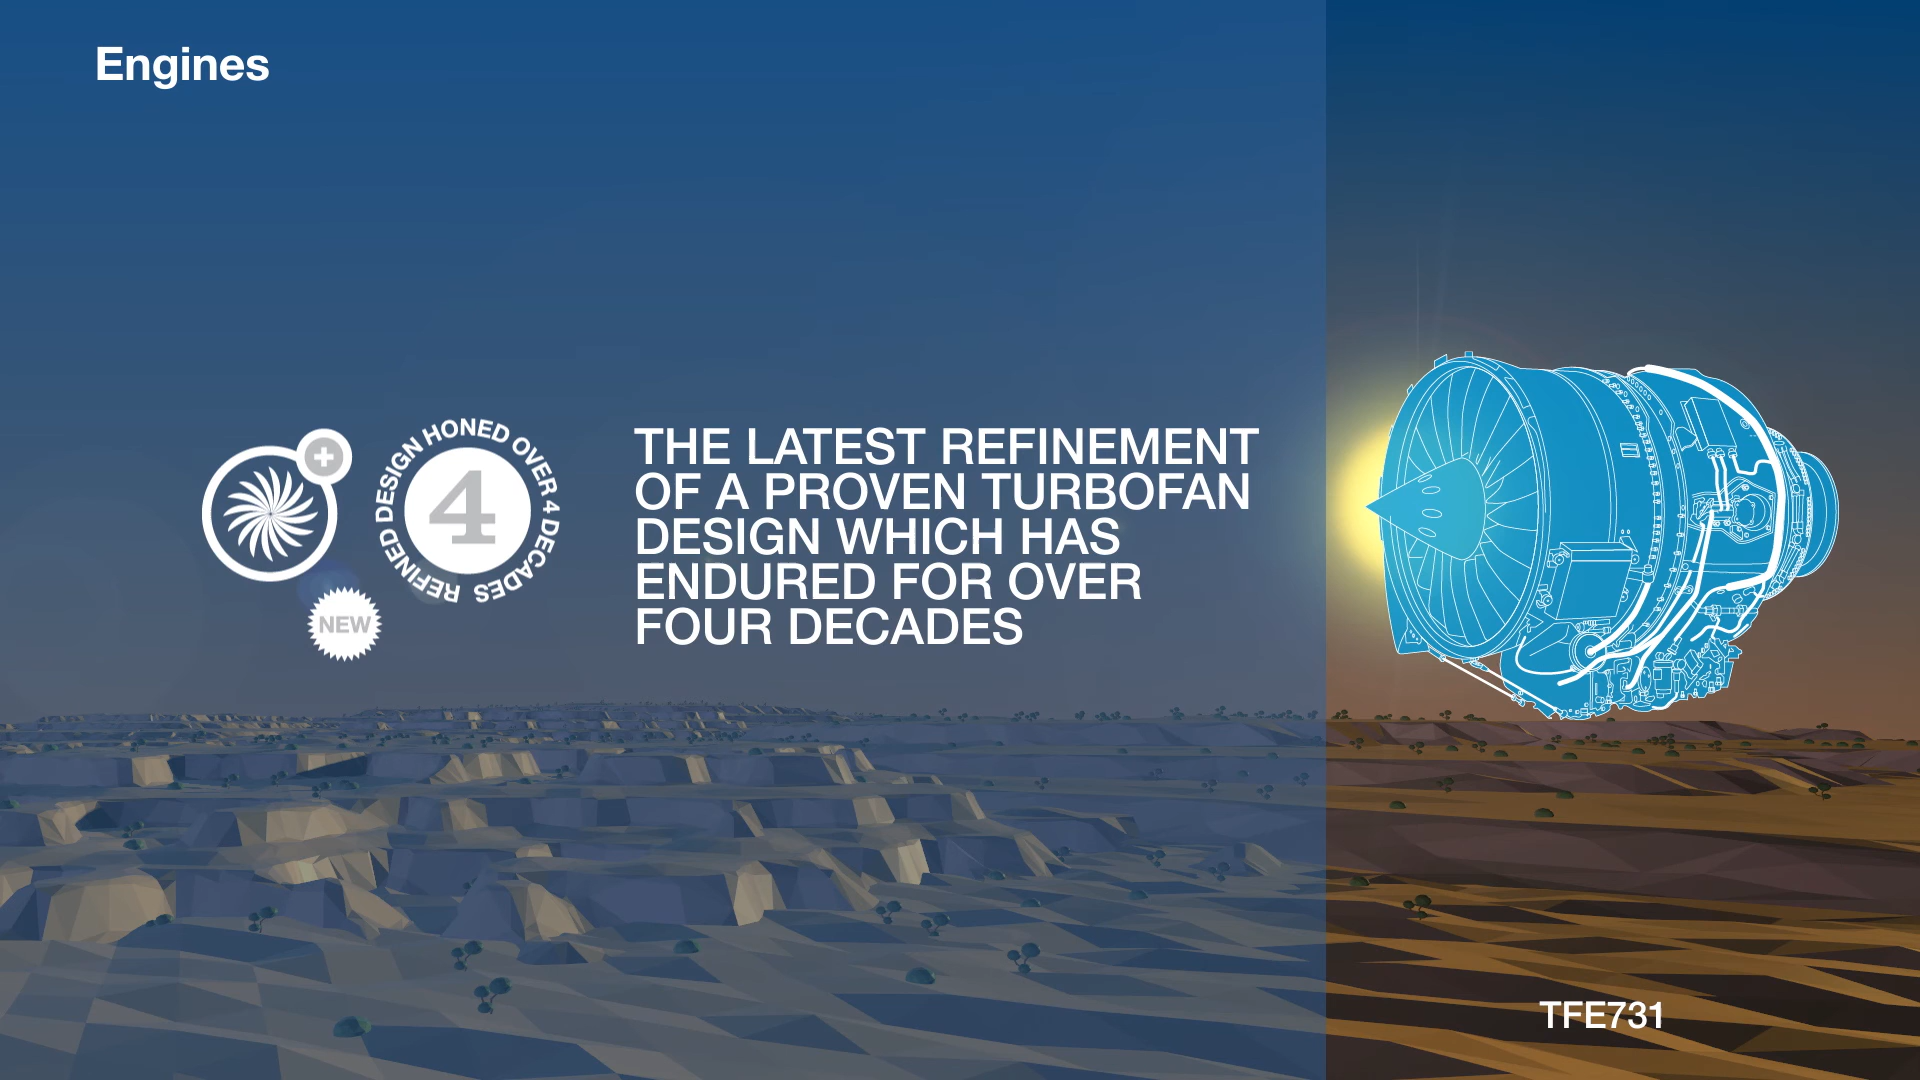 Engines
REFINED DESIGN HONED OVER 4 DECADES
4
NEW
THE LATEST REFINEMENT
OF A PROVEN TURBOFAN
DESIGN WHICH HAS
ENDURED FOR OVER
FOUR DECADES
TFE731